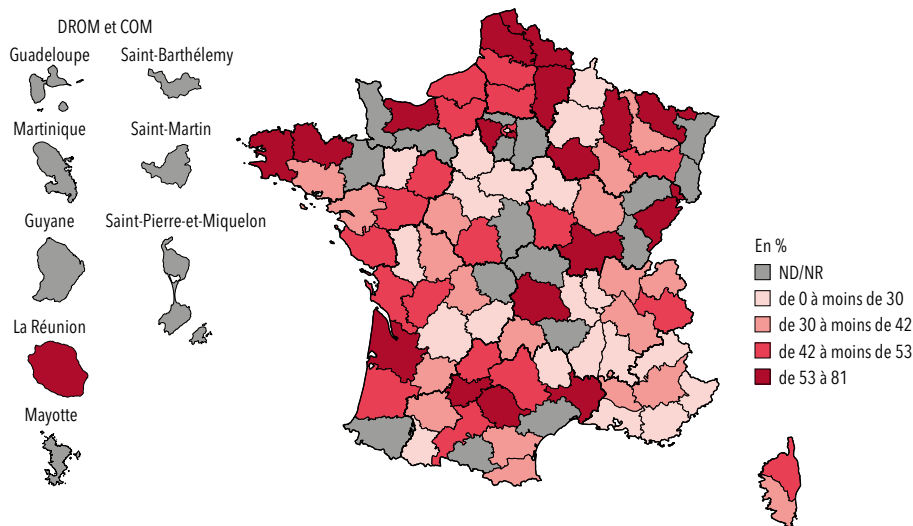 DROM et COM
Guadeloupe
Saint-Barthélemy
Martinique
Saint-Martin
Guyane
Saint-Pierre-et-Miquelon
La Réunion
Mayotte
En %
ND/NR
de 0 à moins de 30
de 30 à moins de 42
de 42 à moins de 53
de 53 à 81